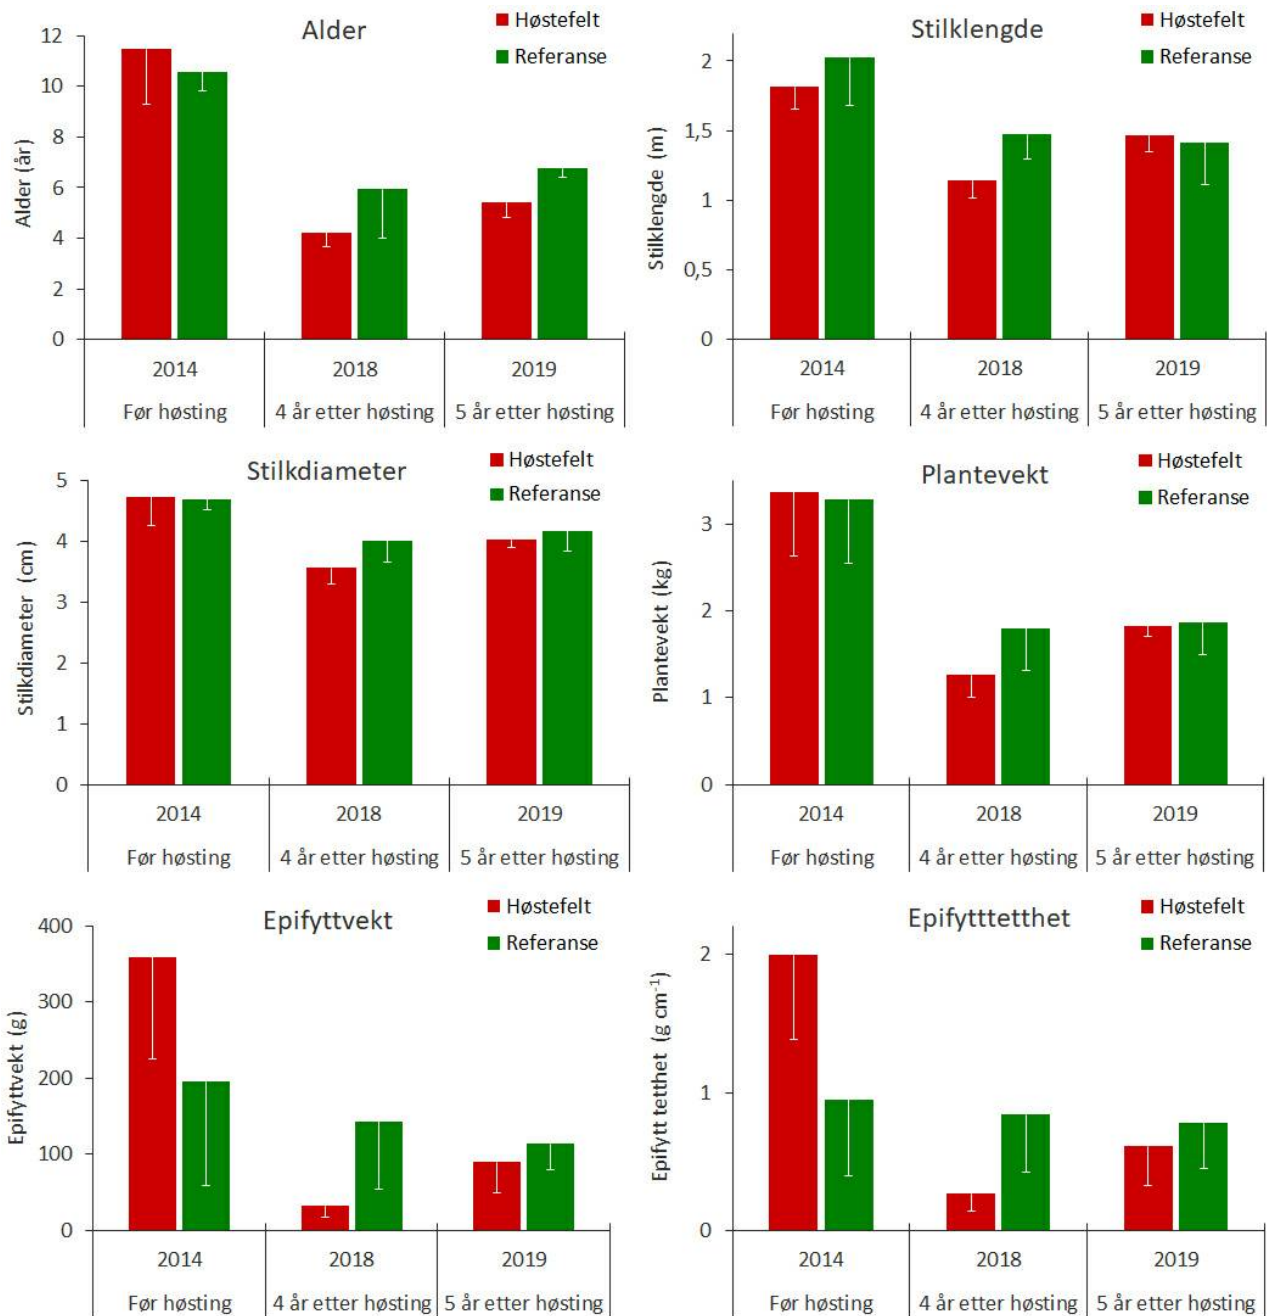 Alder
Høstefelt
Referanse
Alder (år)
12
10
8
6
4
2
0
2014
2018
2019
Før høsting
4 år etter høsting
5 år etter høsting
Stilklengde
Høstefelt
Referanse
Stilklengde (m)
2
1,5
1
0,5
0
2014
2018
2019
Før høsting
4 år etter høsting
5 år etter høsting
Stilkdiameter
Høstefelt
Referanse
Stilkdiameter (cm)
5
4
3
2
1
0
2014
2018
2019
Før høsting
4 år etter høsting
5 år etter høsting
Plantevekt
Høstefelt
Referanse
Plantevekt (kg)
3
2
1
0
2014
2018
2019
Før høsting
4 år etter høsting
5 år etter høsting
Epifyttvekt
Høstefelt
Referanse
Epifyttvekt (g)
400
300
200
100
0
2014
2018
2019
Før høsting
4 år etter høsting
5 år etter høsting
Epifytttetthet
Høstefelt
Referanse
Epifytt tetthet (g cm⁻¹)
2
1
0
2014
2018
2019
Før høsting
4 år etter høsting
5 år etter høsting